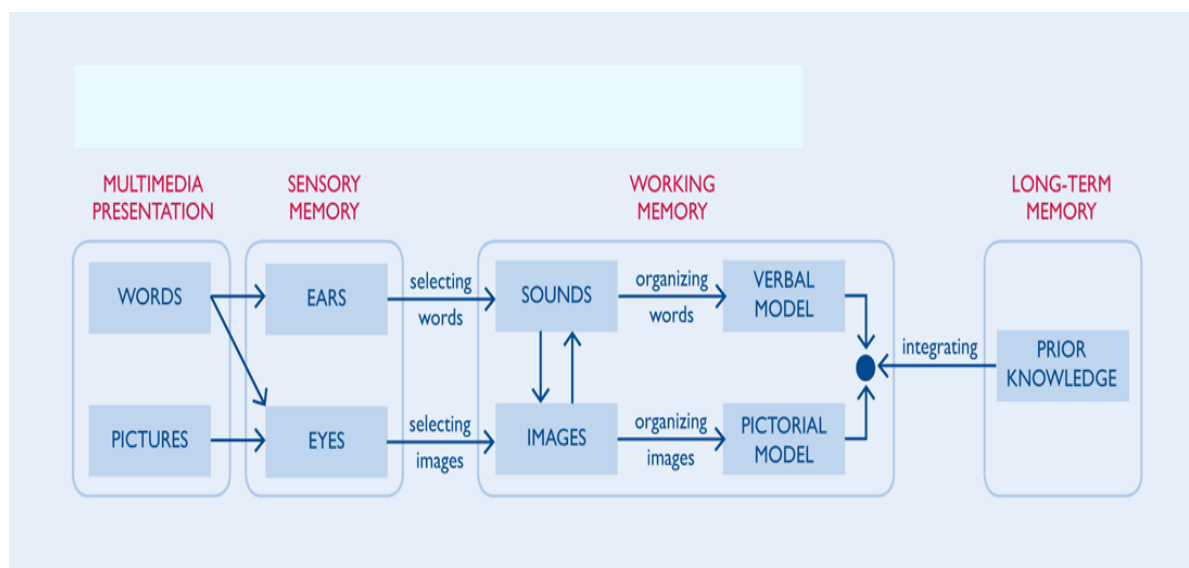 MULTIMEDIA
PRESENTATION
SENSORY
MEMORY
WORKING
MEMORY
LONG-TERM
MEMORY
WORDS
EARS
selecting
words
SOUNDS
organizing
words
VERBAL
MODEL
integrating
PRIOR
KNOWLEDGE
PICTURES
EYES
selecting
images
IMAGES
organizing
images
PICTORIAL
MODEL